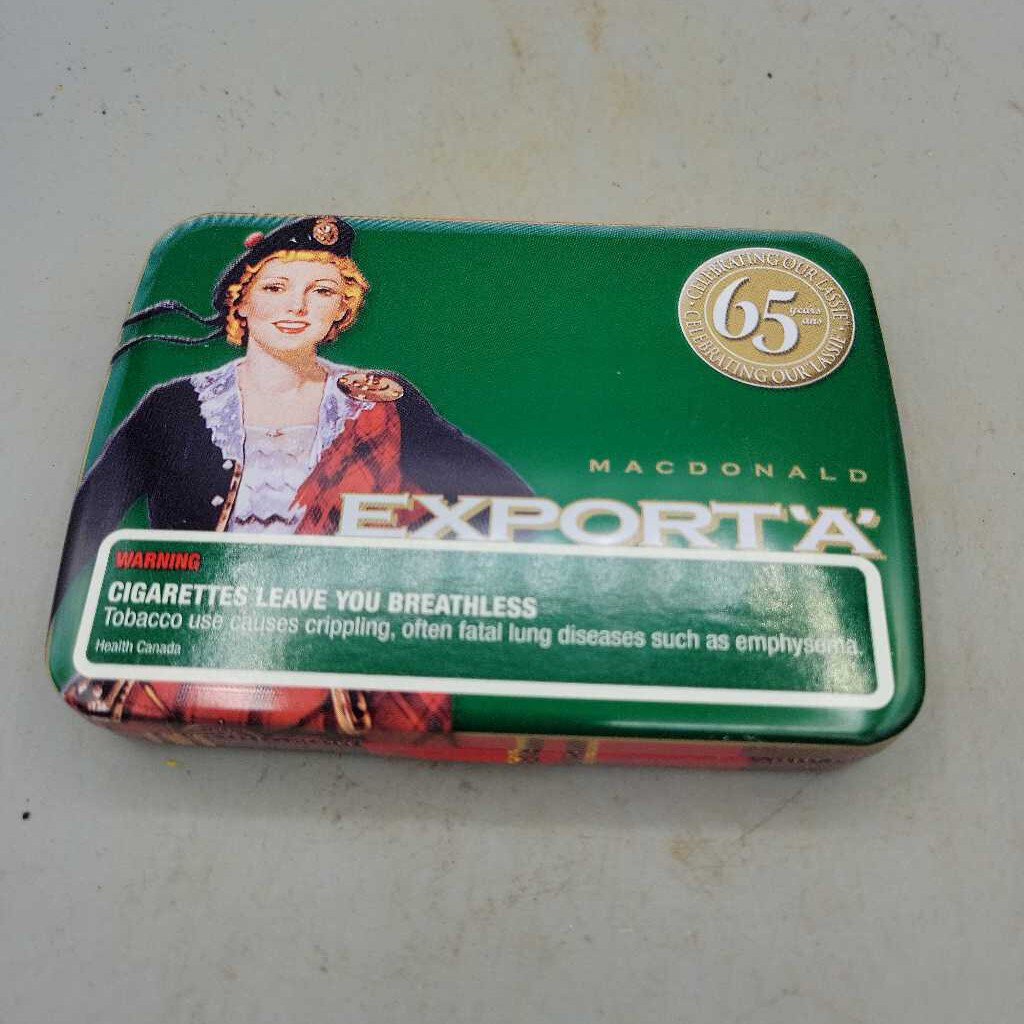 CELEBRATING OUR LASSIE
65 years
ans
CELEBRATING OUR LASSIE
MACDONALD
EXPORT 'A'
WARNING
CIGARETTES LEAVE YOU BREATHLESS
Tobacco use causes crippling, often fatal lung diseases such as emphysema.
Health Canada